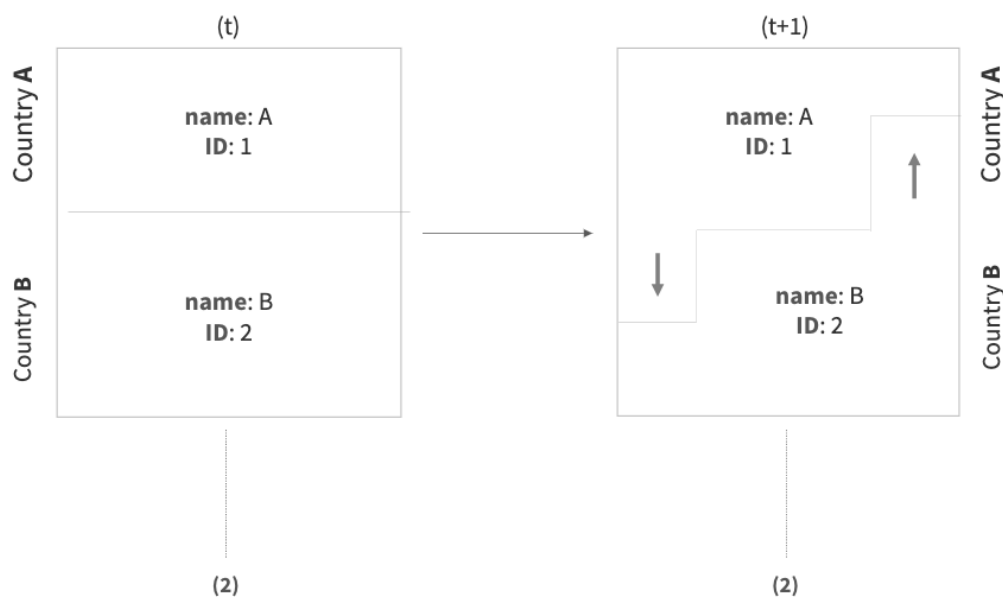 (t)
(t+1)
Country A
name: A
ID: 1
Country B
name: B
ID: 2
name: A
ID: 1
Country A
name: B
ID: 2
Country B
(2)
(2)